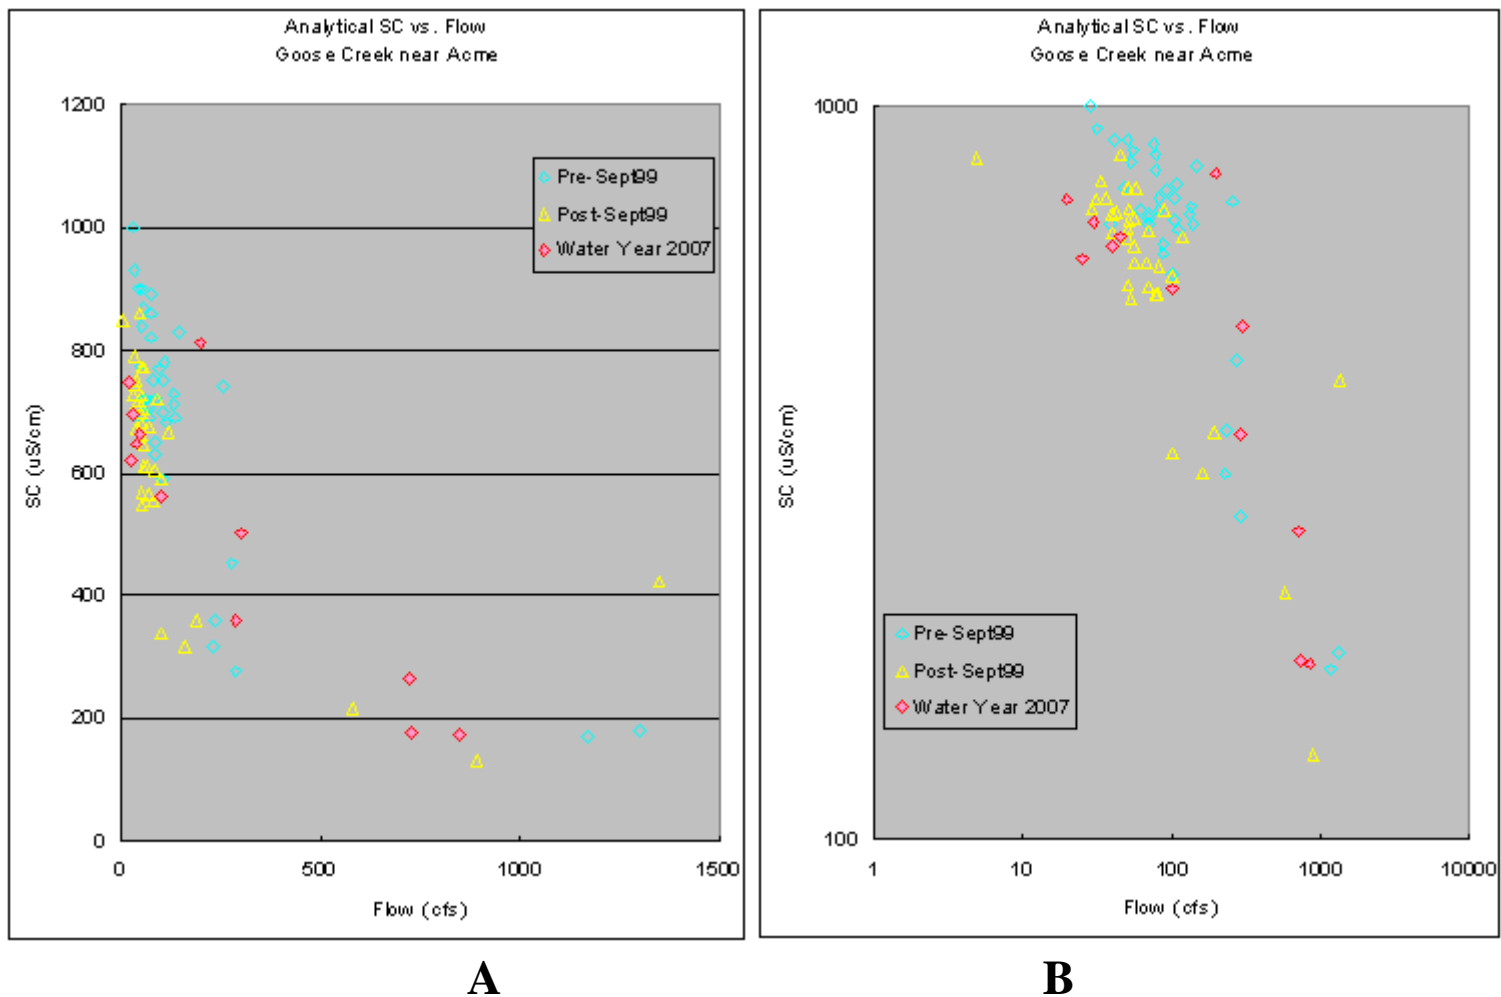 Analytical SC vs. Flow
Goose Creek near Acme
1200
1000
800
600
400
200
0
0
500
1000
1500
SC (uS/cm)
Flow (cfs)
Pre-Sept99
Post-Sept99
Water Year 2007
A
Analytical SC vs. Flow
Goose Creek near Acme
1000
100
1
10
100
1000
10000
SC (uS/cm)
Flow (cfs)
Pre-Sept99
Post-Sept99
Water Year 2007
B